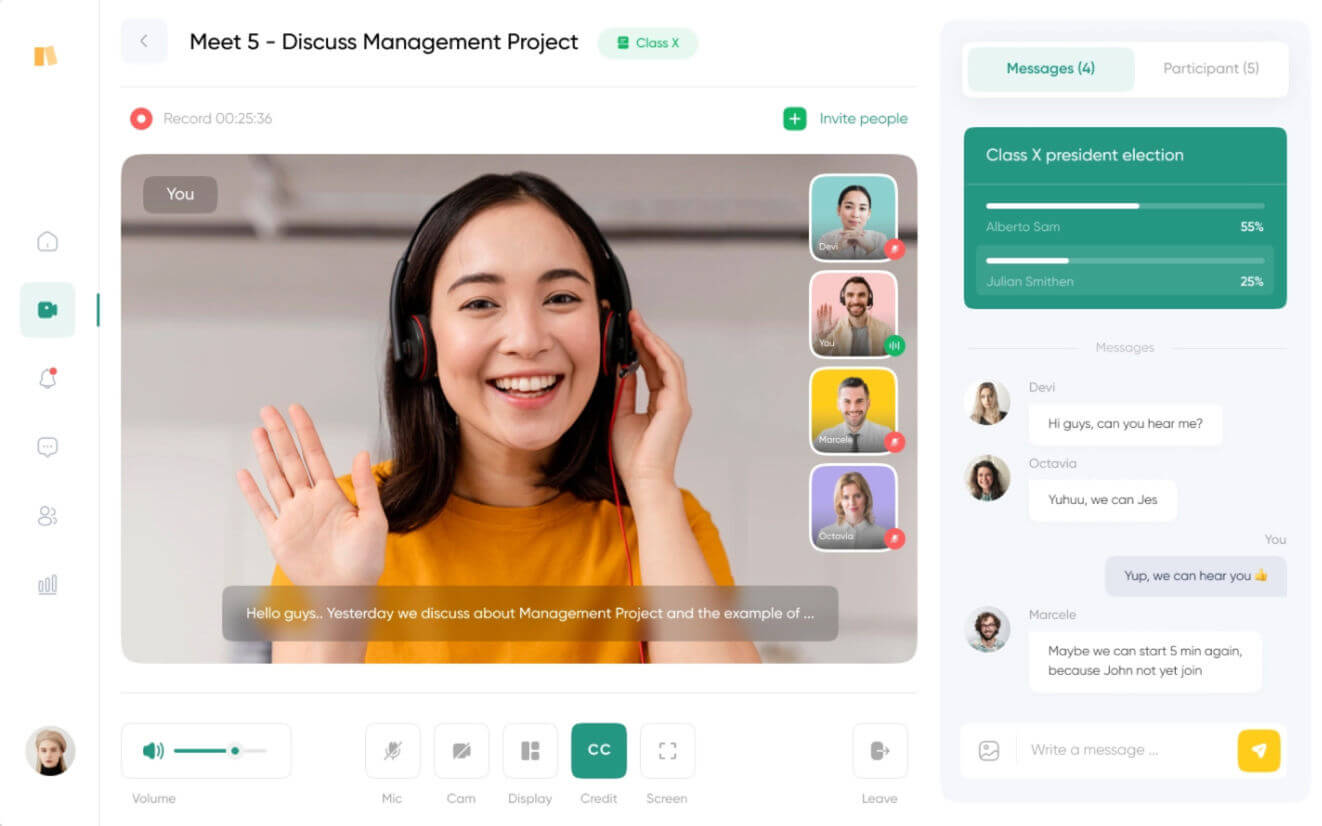 Meet 5 - Discuss Management Project
Class X
Record 00:25:36
Invite people
You
Devi
You
Marcele
Octavia
Hello guys.. Yesterday we discuss about Management Project and the example of ...
Volume
Mic
Cam
Display
CC
Credit
Screen
Leave
Messages (4)
Participant (5)
Class X president election
Alberto Sam 55%
Julian Smithen 25%
Messages
Devi
Hi guys, can you hear me?
Octavia
Yuhuu, we can Jes
You
Yup, we can hear you 👍
Marcele
Maybe we can start 5 min again,
because John not yet join
Write a message ...